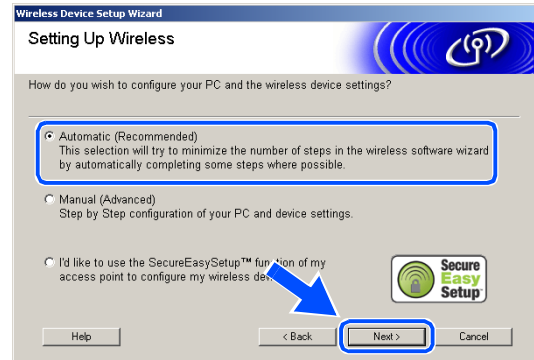 Wireless Device Setup Wizard
Setting Up Wireless
How do you wish to configure your PC and the wireless device settings?
Automatic (Recommended)
This selection will try to minimize the number of steps in the wireless software wizard
by automatically completing some steps where possible.
Manual (Advanced)
Step by Step configuration of your PC and device settings.
I'd like to use the SecureEasySetup™ function of my
access point to configure my wireless
Secure
Easy
Setup
Help
< Back
Next >
Cancel